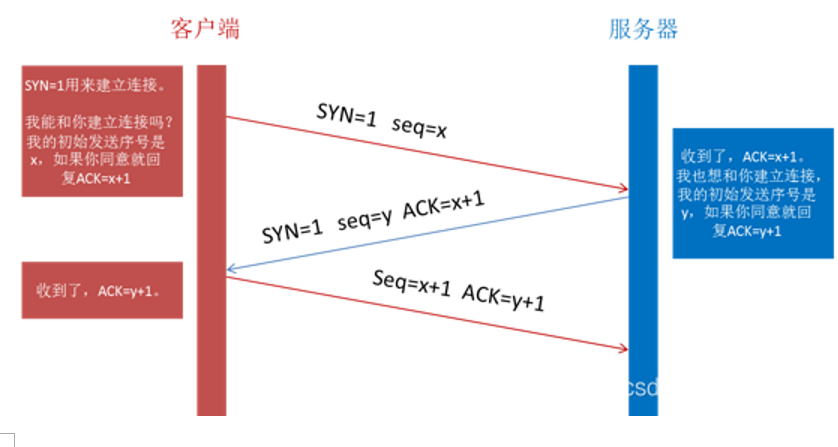 客户端
服务器
SYN=1用来建立连接。
我能和你建立连接吗?
我的初始发送序号是
x，如果你同意就回
复ACK=x+1
SYN=1 seq=x
收到了，ACK=x+1。
我也想和你建立连接，
我的初始发送序号是
y，如果你同意就回
复ACK=y+1
SYN=1 seq=y ACK=x+1
收到了，ACK=y+1。
Seq=x+1 ACK=y+1
csd